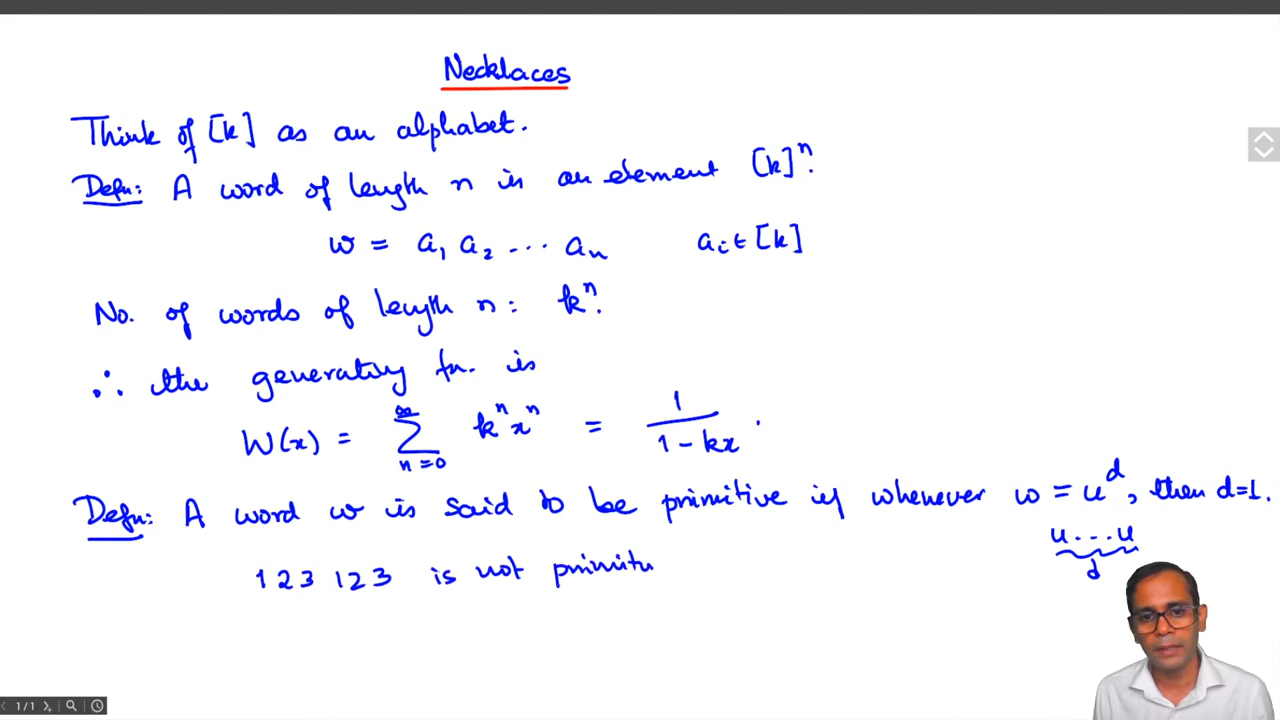 Necklaces
Think of [k] as an alphabet.
Defn: A word of length n is an element [k]^n.
w = a_1 a_2 ... a_n a_i ∈ [k]
No. of words of length n: k^n.
∴ the generating fn. is
W(x) = ∑_{n=0}^{∞} k^n x^n = 1/(1 - kx).
Defn: A word w is said to be primitive if whenever w = u^d, then d=1.
u...u
d
123 123 is not primitiv
1/1